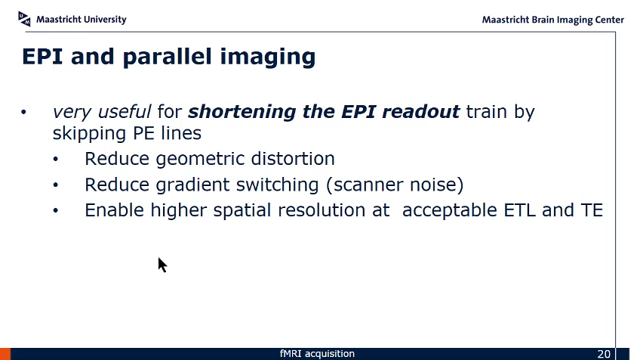 Maastricht University
Maastricht Brain Imaging Center
EPI and parallel imaging
• very useful for shortening the EPI readout train by
skipping PE lines
• Reduce geometric distortion
• Reduce gradient switching (scanner noise)
• Enable higher spatial resolution at acceptable ETL and TE
fMRI acquisition
20